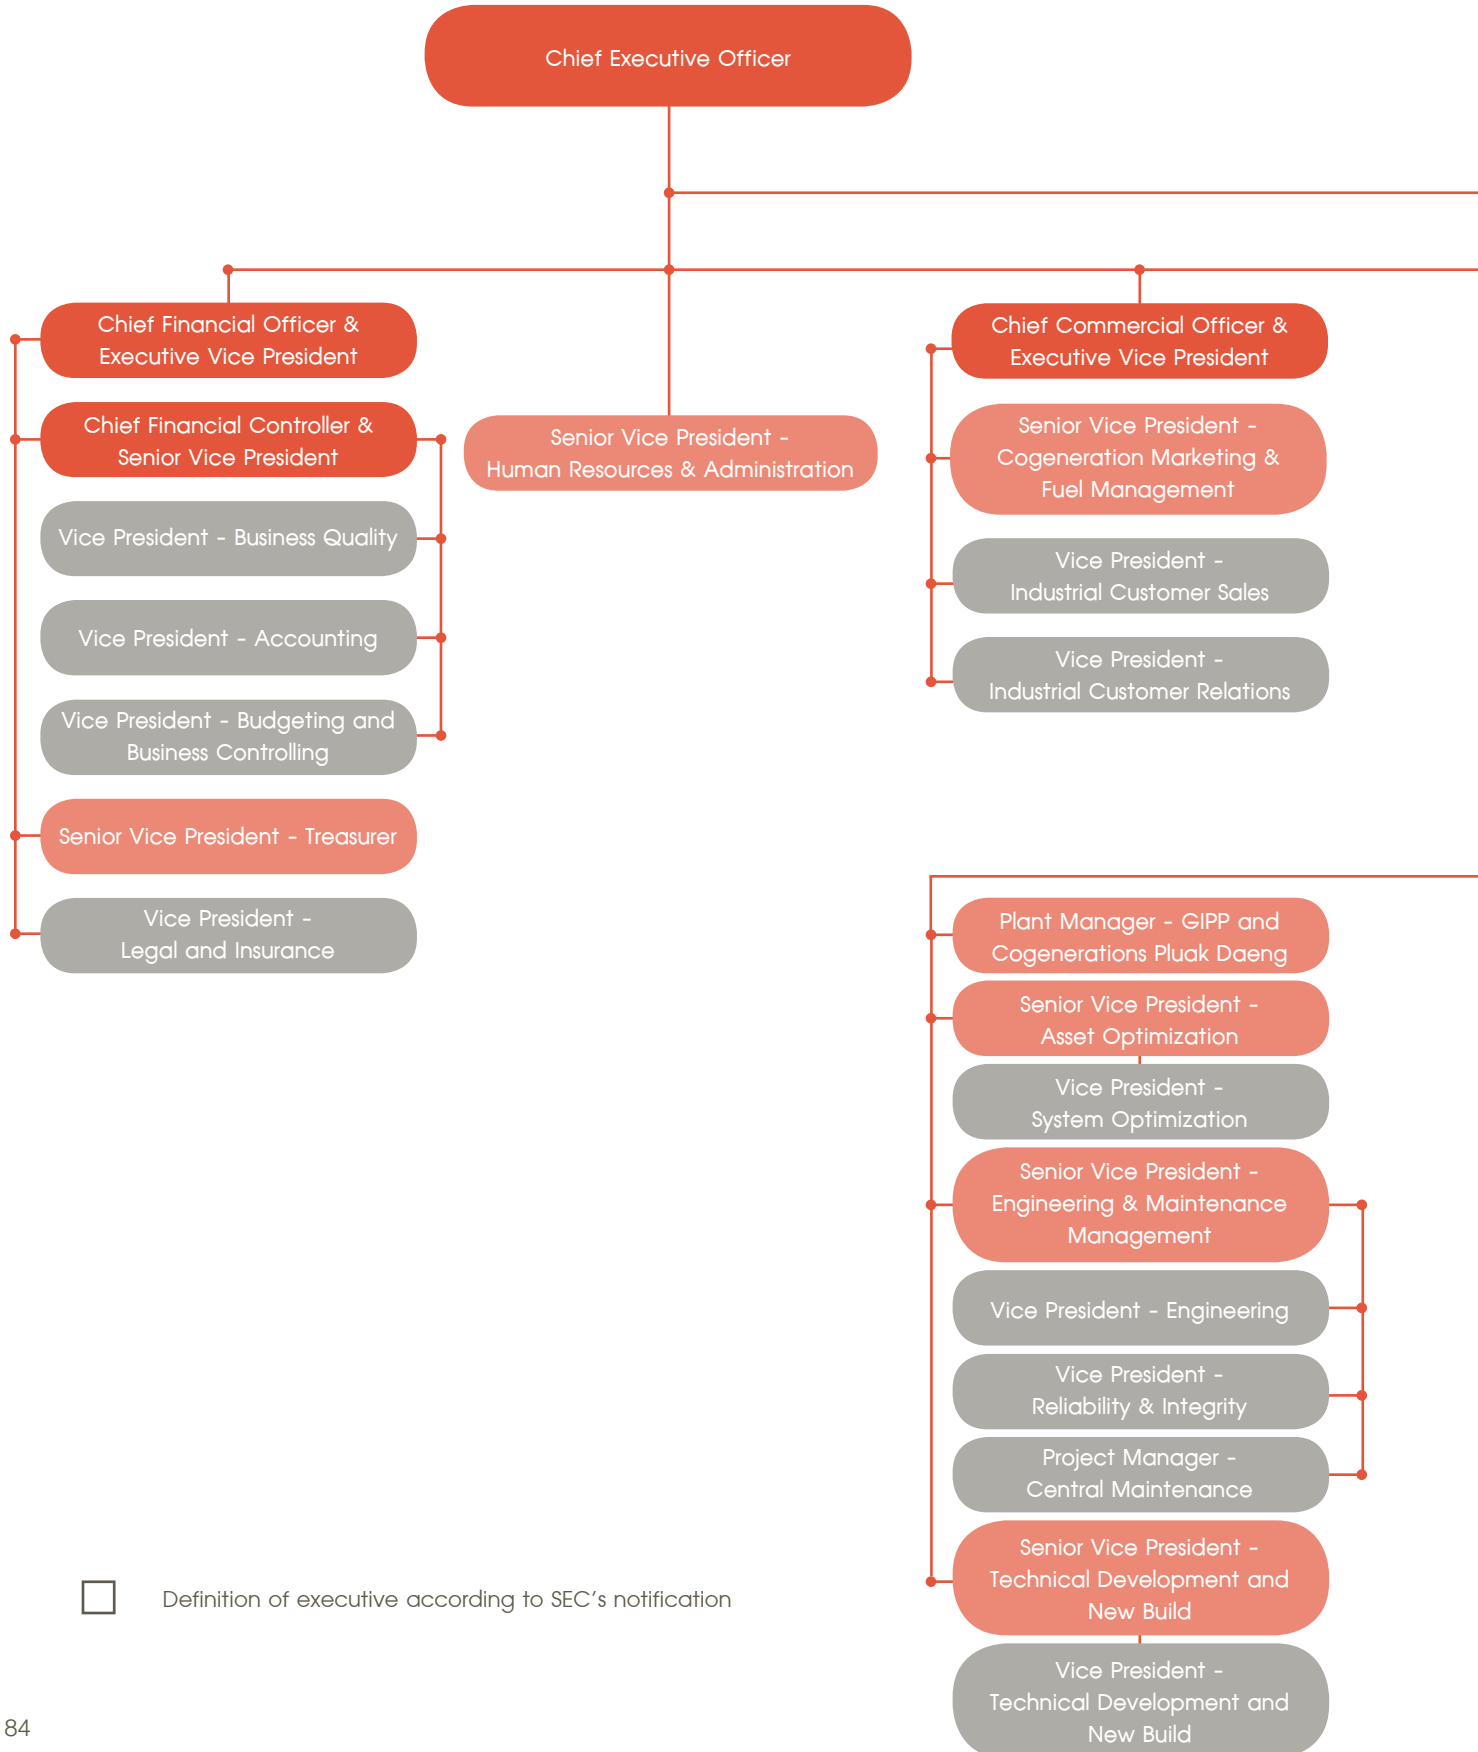 Chief Executive Officer
Chief Financial Officer &
Executive Vice President
Chief Financial Controller &
Senior Vice President
Vice President - Business Quality
Vice President - Accounting
Vice President - Budgeting and
Business Controlling
Senior Vice President - Treasurer
Vice President -
Legal and Insurance
Senior Vice President -
Human Resources & Administration
Chief Commercial Officer &
Executive Vice President
Senior Vice President -
Cogeneration Marketing &
Fuel Management
Vice President -
Industrial Customer Sales
Vice President -
Industrial Customer Relations
Plant Manager - GIPP and
Cogenerations Pluak Daeng
Senior Vice President -
Asset Optimization
Vice President -
System Optimization
Senior Vice President -
Engineering & Maintenance
Management
Vice President - Engineering
Vice President -
Reliability & Integrity
Project Manager -
Central Maintenance
Senior Vice President -
Technical Development and
New Build
Vice President -
Technical Development and
New Build
Definition of executive according to SEC’s notification
84